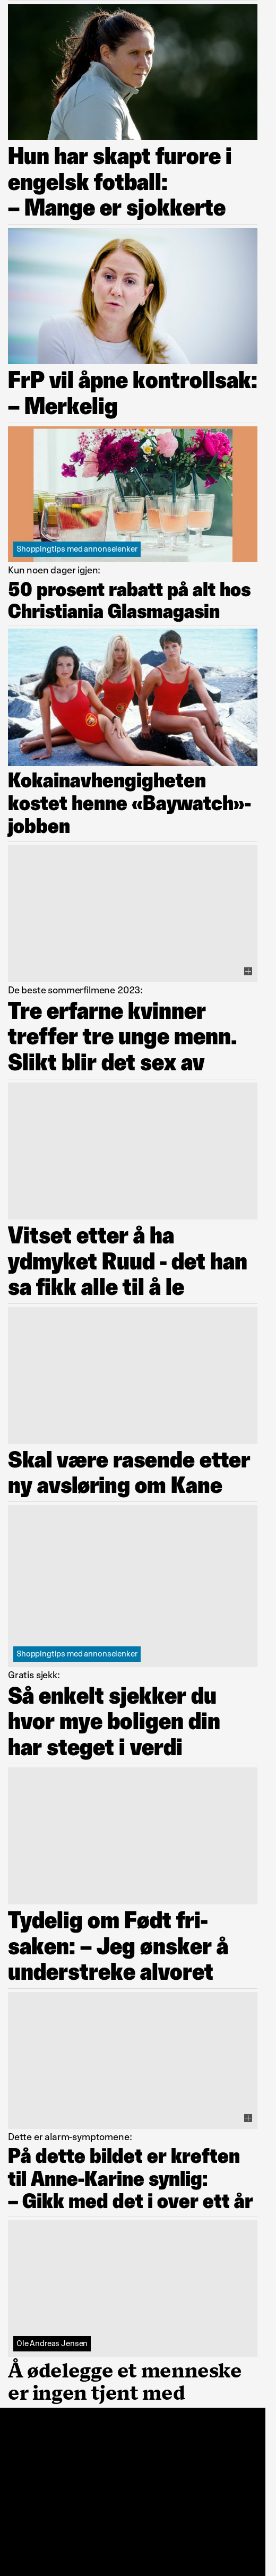 Hun har skapt furore i
engelsk fotball:
– Mange er sjokkerte
FrP vil åpne kontrollsak:
– Merkelig
Shoppingtips med annonselenker
Kun noen dager igjen:
50 prosent rabatt på alt hos
Christiania Glasmagasin
Kokainavhengigheten
kostet henne «Baywatch»-
jobben
De beste sommerfilmene 2023:
Tre erfarne kvinner
treffer tre unge menn.
Slikt blir det sex av
Vitset etter å ha
ydmyket Ruud - det han
sa fikk alle til å le
Skal være rasende etter
ny avsløring om Kane
Shoppingtips med annonselenker
Gratis sjekk:
Så enkelt sjekker du
hvor mye boligen din
har steget i verdi
Tydelig om Født fri-
saken: – Jeg ønsker å
understreke alvoret
Dette er alarm-symptomene:
På dette bildet er kreften
til Anne-Karine synlig:
– Gikk med det i over ett år
Ole Andreas Jensen
Å ødelegge et menneske
er ingen tjent med